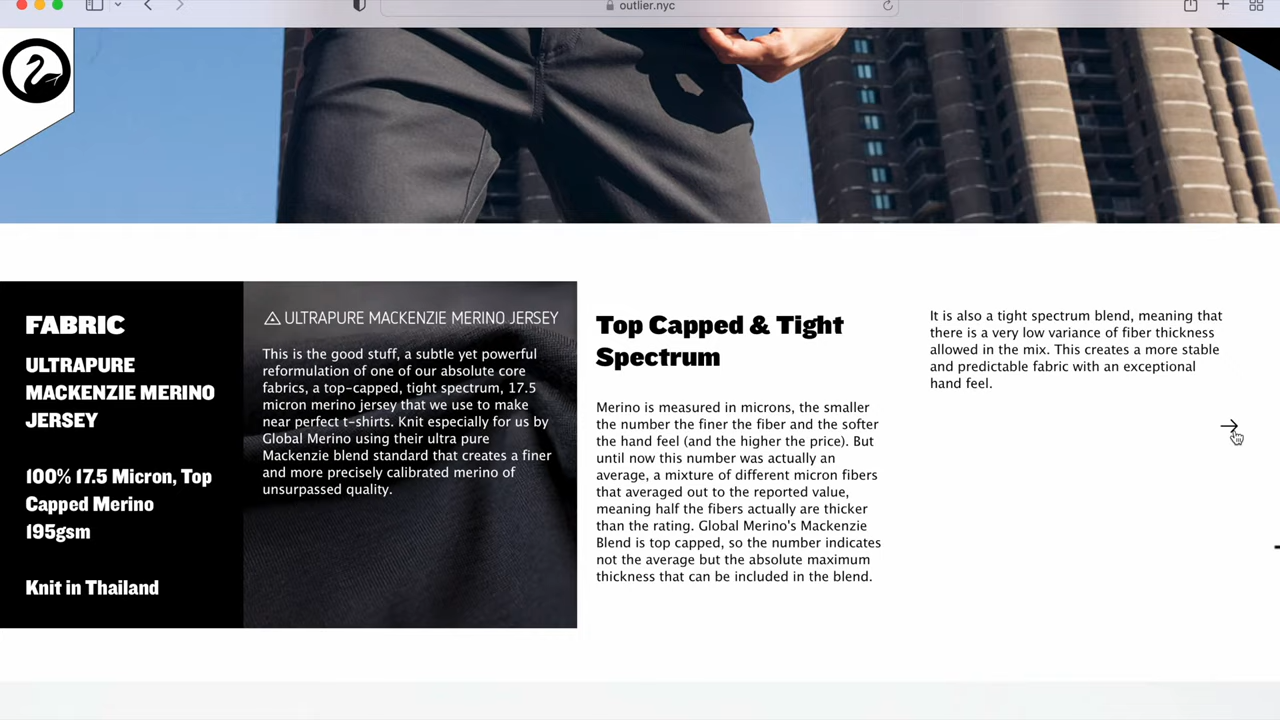 outlier.nyc
FABRIC
ULTRAPURE
MACKENZIE MERINO
JERSEY
100% 17.5 Micron, Top
Capped Merino
195gsm
Knit in Thailand
ULTRAPURE MACKENZIE MERINO JERSEY
This is the good stuff, a subtle yet powerful
reformulation of one of our absolute core
fabrics, a top-capped, tight spectrum, 17.5
micron merino jersey that we use to make
near perfect t-shirts. Knit especially for us by
Global Merino using their ultra pure
Mackenzie blend standard that creates a finer
and more precisely calibrated merino of
unsurpassed quality.
Top Capped & Tight
Spectrum
Merino is measured in microns, the smaller
the number the finer the fiber and the softer
the hand feel (and the higher the price). But
until now this number was actually an
average, a mixture of different micron fibers
that averaged out to the reported value,
meaning half the fibers actually are thicker
than the rating. Global Merino's Mackenzie
Blend is top capped, so the number indicates
not the average but the absolute maximum
thickness that can be included in the blend.
It is also a tight spectrum blend, meaning that
there is a very low variance of fiber thickness
allowed in the mix. This creates a more stable
and predictable fabric with an exceptional
hand feel.